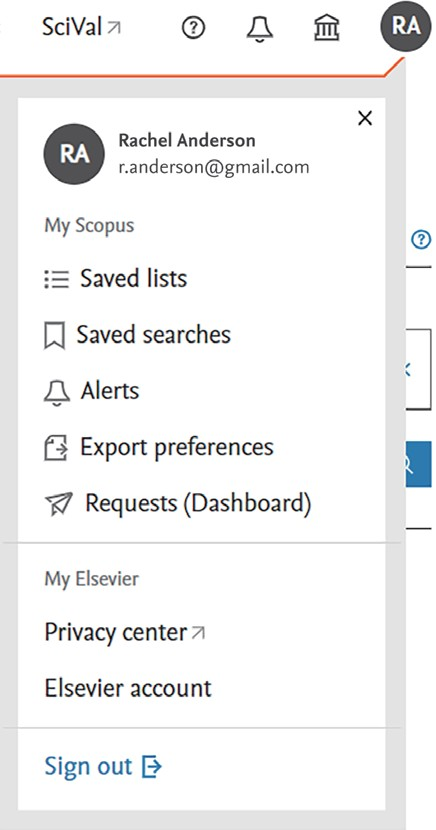 SciVal
RA
RA
Rachel Anderson
r.anderson@gmail.com
My Scopus
Saved lists
Saved searches
Alerts
Export preferences
Requests (Dashboard)
My Elsevier
Privacy center
Elsevier account
Sign out